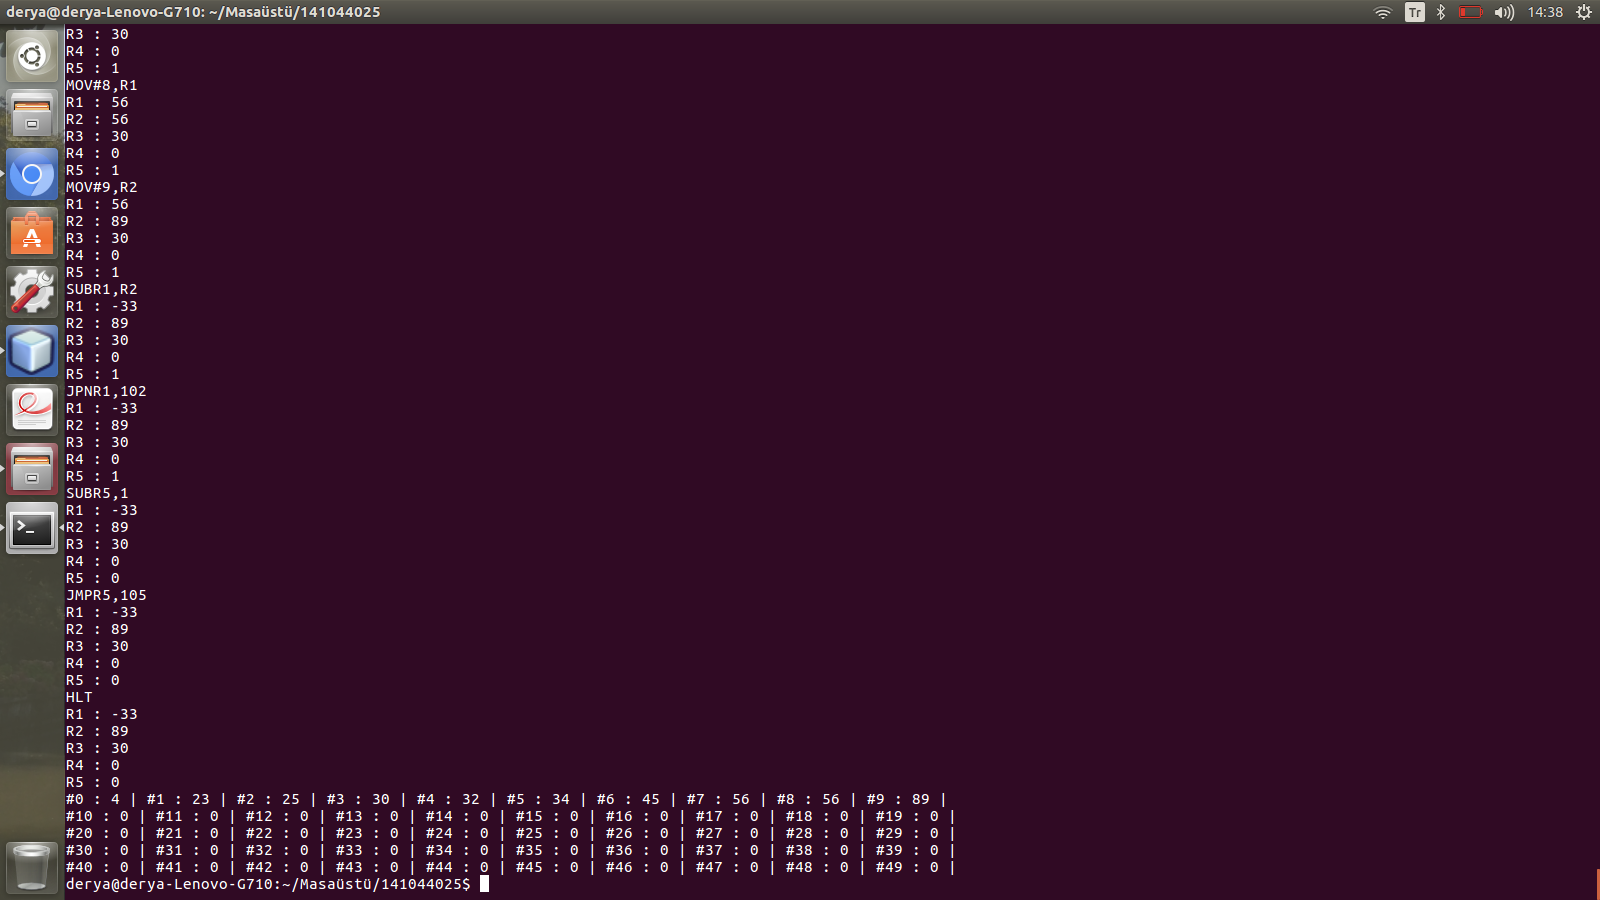 derya@derya-Lenovo-G710: ~/Masaüstü/141044025
Tr
14:38
R3 : 30
R4 : 0
R5 : 1
MOV#8,R1
R1 : 56
R2 : 56
R3 : 30
R4 : 0
R5 : 1
MOV#9,R2
R1 : 56
R2 : 89
R3 : 30
R4 : 0
R5 : 1
SUBR1,R2
R1 : -33
R2 : 89
R3 : 30
R4 : 0
R5 : 1
JPNR1,102
R1 : -33
R2 : 89
R3 : 30
R4 : 0
R5 : 1
SUBR5,1
R1 : -33
R2 : 89
R3 : 30
R4 : 0
R5 : 0
JMPR5,105
R1 : -33
R2 : 89
R3 : 30
R4 : 0
R5 : 0
HLT
R1 : -33
R2 : 89
R3 : 30
R4 : 0
R5 : 0
#0 : 4 | #1 : 23 | #2 : 25 | #3 : 30 | #4 : 32 | #5 : 34 | #6 : 45 | #7 : 56 | #8 : 56 | #9 : 89 |
#10 : 0 | #11 : 0 | #12 : 0 | #13 : 0 | #14 : 0 | #15 : 0 | #16 : 0 | #17 : 0 | #18 : 0 | #19 : 0 |
#20 : 0 | #21 : 0 | #22 : 0 | #23 : 0 | #24 : 0 | #25 : 0 | #26 : 0 | #27 : 0 | #28 : 0 | #29 : 0 |
#30 : 0 | #31 : 0 | #32 : 0 | #33 : 0 | #34 : 0 | #35 : 0 | #36 : 0 | #37 : 0 | #38 : 0 | #39 : 0 |
#40 : 0 | #41 : 0 | #42 : 0 | #43 : 0 | #44 : 0 | #45 : 0 | #46 : 0 | #47 : 0 | #48 : 0 | #49 : 0 |
derya@derya-Lenovo-G710:~/Masaüstü/141044025$